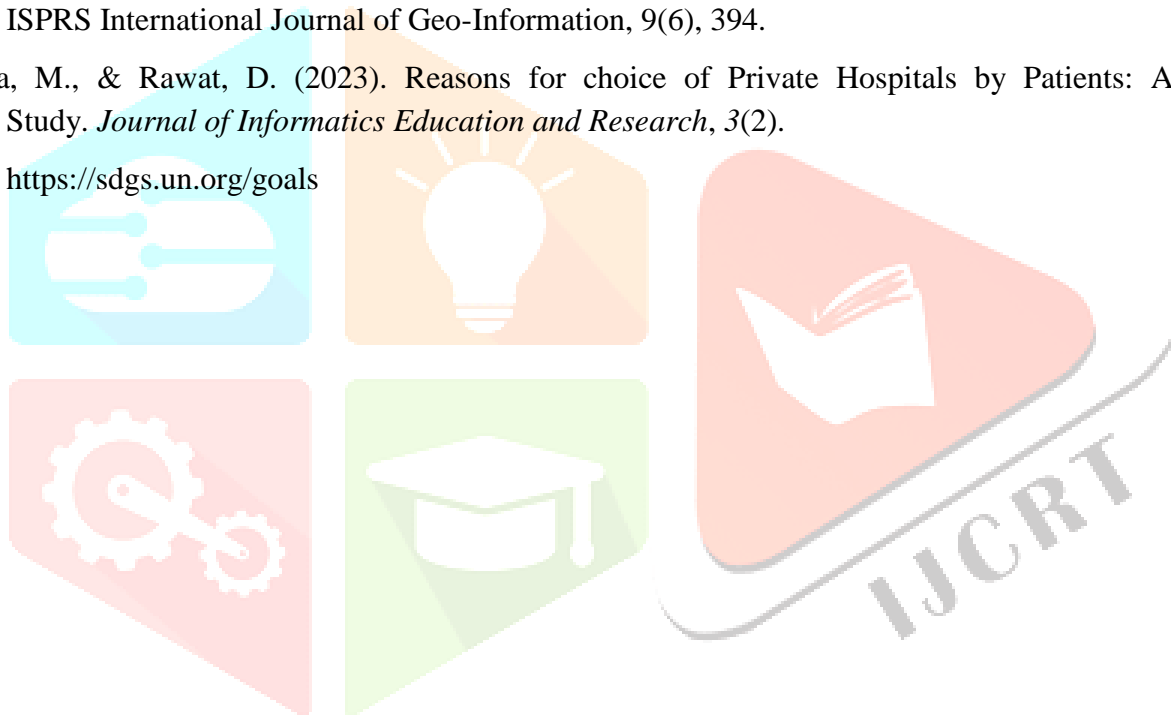 ISPRS International Journal of Geo-Information, 9(6), 394.
a, M., & Rawat, D. (2023). Reasons for choice of Private Hospitals by Patients: A
Study. Journal of Informatics Education and Research, 3(2).
https://sdgs.un.org/goals
IJCRT